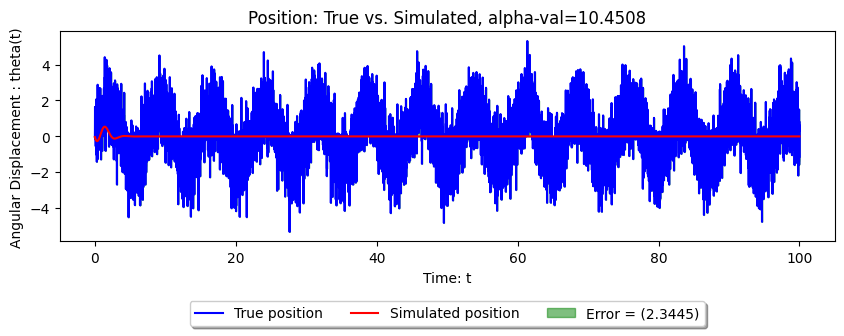 Position: True vs. Simulated, alpha-val=10.4508
Angular Displacement : theta(t)
4
2
0
−2
−4
0 20 40 60 80 100
Time: t
True position Simulated position Error = (2.3445)